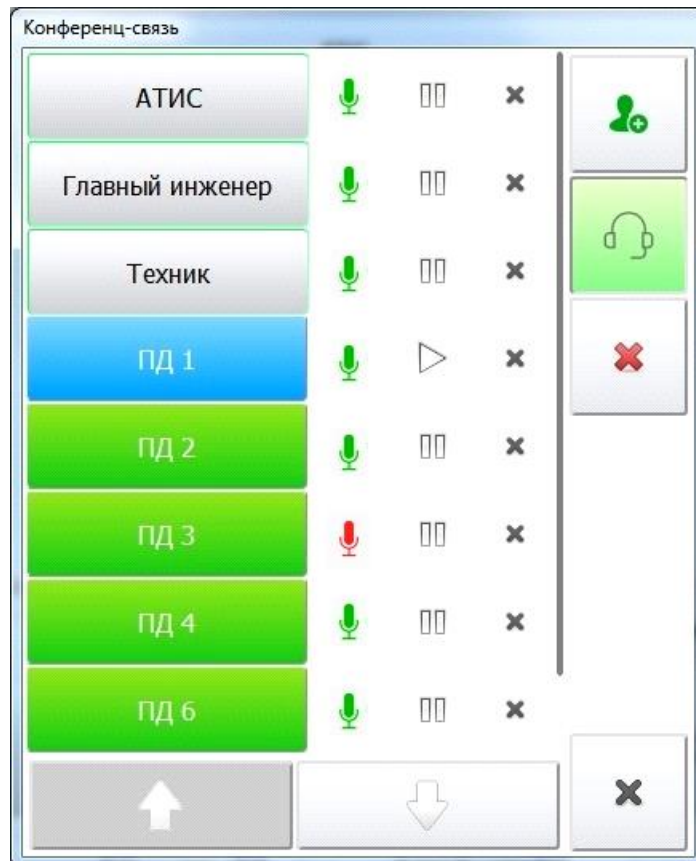 Конференц-связь
АТИС
Главный инженер
Техник
ПД 1
ПД 2
ПД 3
ПД 4
ПД 6